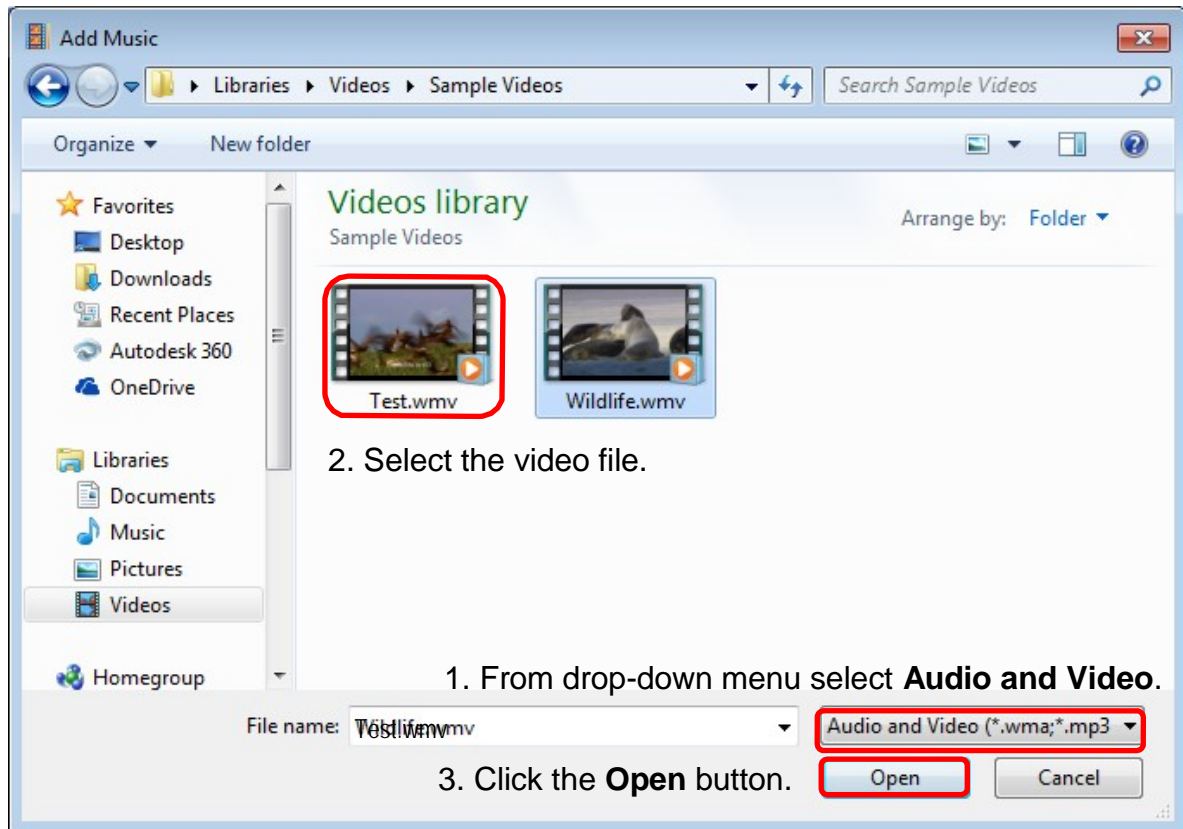 Add Music
Libraries Videos Sample Videos
Search Sample Videos
Organize New folder
Favorites
Desktop
Downloads
Recent Places
Autodesk 360
OneDrive
Libraries
Documents
Music
Pictures
Videos
Homegroup
Videos library
Sample Videos
Arrange by: Folder
Test.wmv
Wildlife.wmv
2. Select the video file.
1. From drop-down menu select Audio and Video.
File name:
Audio and Video (*.wma;*.mp3
3. Click the Open button.
Open
Cancel